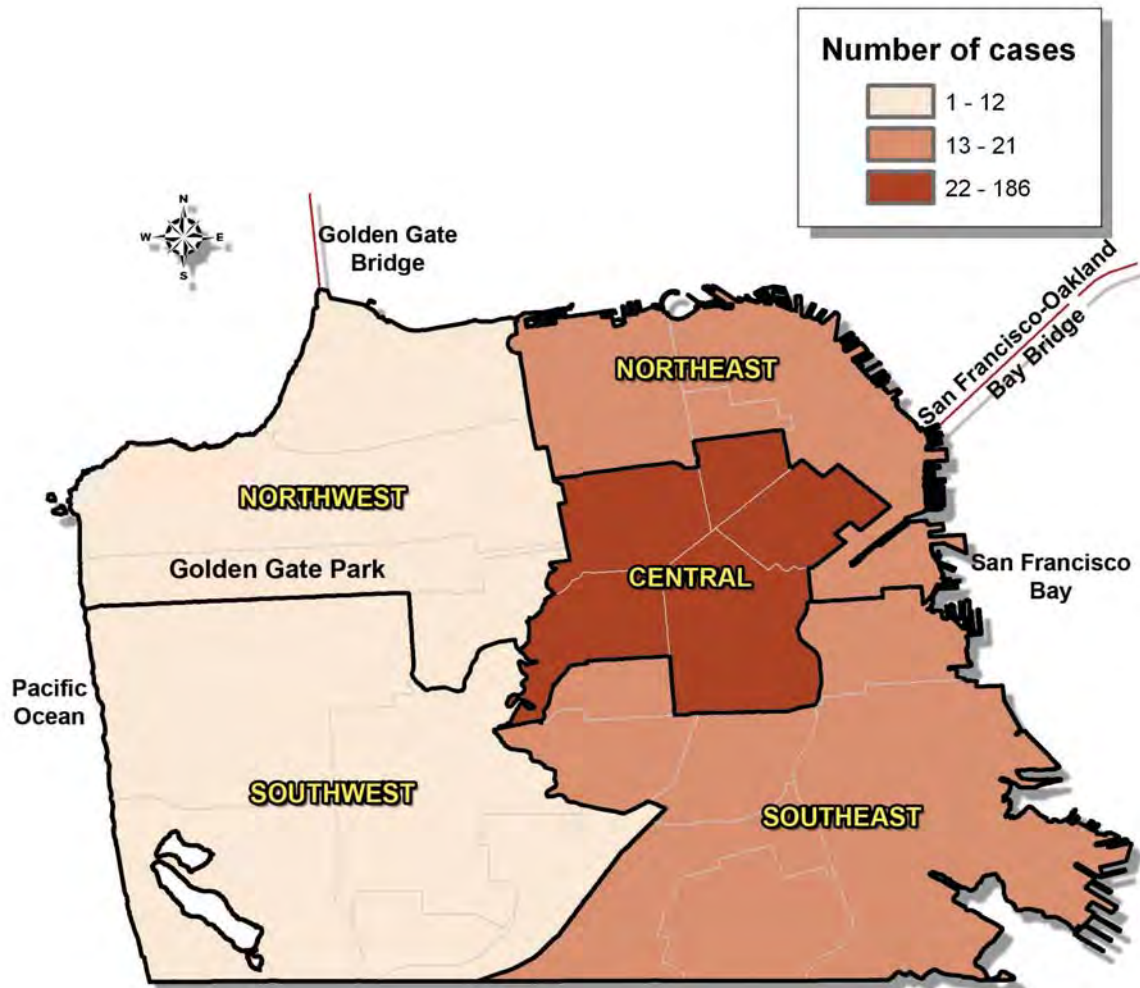 Number of cases
1 - 12
13 - 21
22 - 186
N
W
E
S
Golden Gate
Bridge
San Francisco-Oakland
Bay Bridge
NORTHEAST
NORTHWEST
Golden Gate Park
CENTRAL
San Francisco
Bay
Pacific
Ocean
SOUTHWEST
SOUTHEAST